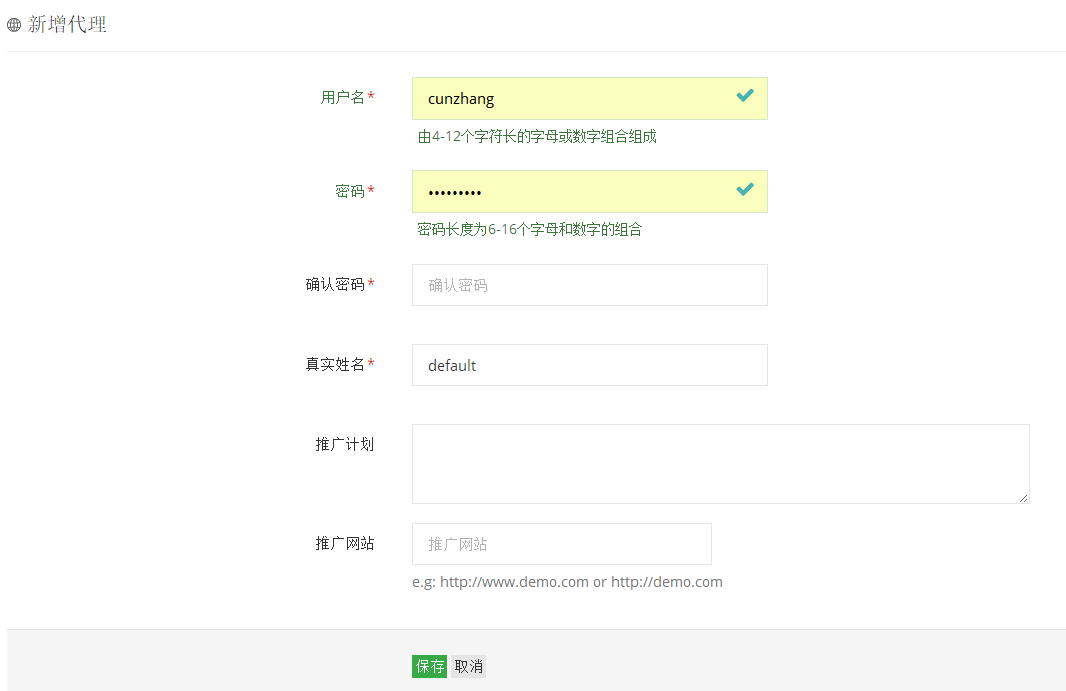 新增代理
用户名*
cunzhang
由4-12个字符长的字母或数字组合组成
密码*
•••••••••
密码长度为6-16个字母和数字的组合
确认密码*
确认密码
真实姓名*
default
推广计划
推广网站
推广网站
e.g: http://www.demo.com or http://demo.com
保存 取消